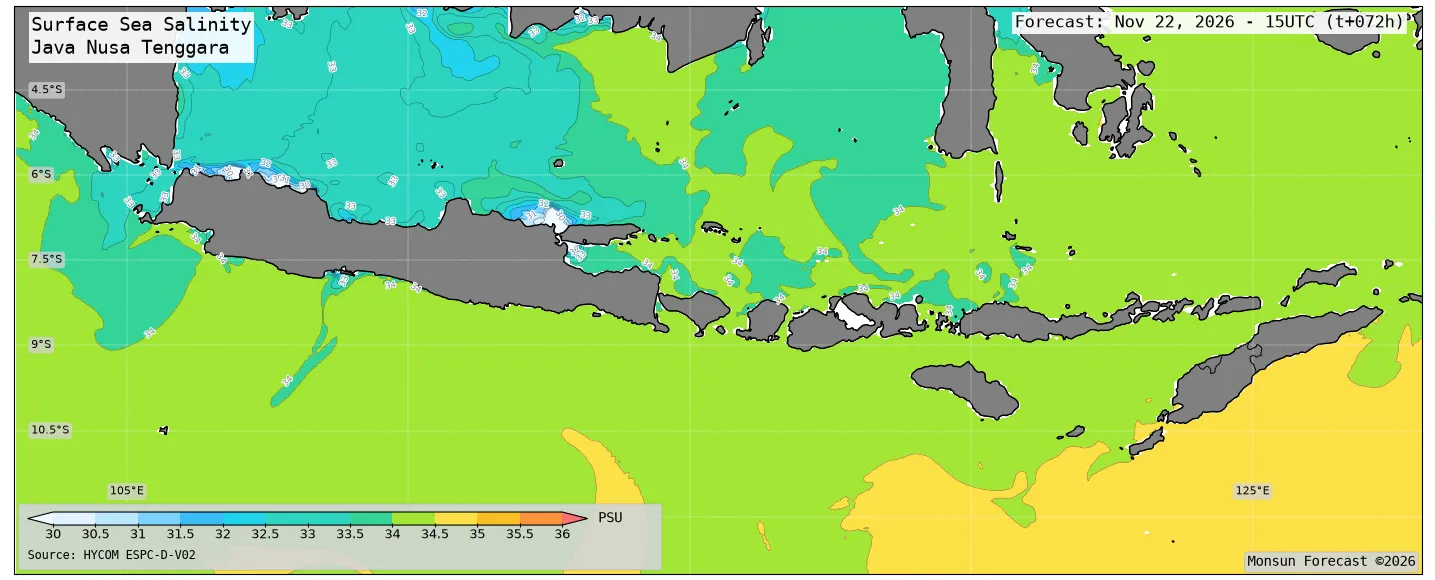 Surface Sea Salinity
Java Nusa Tenggara
Forecast: Nov 22, 2026 - 15UTC (t+072h)
4.5°S
6°S
7.5°S
9°S
10.5°S
105°E
125°E
30 30.5 31 31.5 32 32.5 33 33.5 34 34.5 35 35.5 36
PSU
Source: HYCOM ESPC-D-V02
Monsun Forecast ©2026